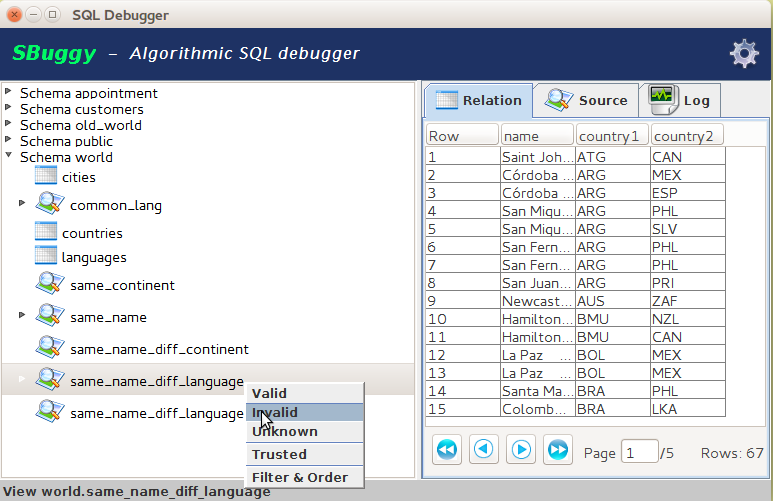 SQL Debugger
SBuggy – Algorithmic SQL debugger
Schema appointment
Schema customers
Schema old_world
Schema public
Schema world
cities
common_lang
countries
languages
same_continent
same_name
same_name_diff_continent
same_name_diff_language
same_name_diff_language
Valid
Invalid
Unknown
Trusted
Filter & Order
Relation Source Log
Row name country1 country2
1 Saint Joh... ATG CAN
2 Córdoba ... ARG MEX
3 Córdoba ... ARG ESP
4 San Migu... ARG PHL
5 San Migu... ARG SLV
6 San Fern... ARG PHL
7 San Fern... ARG PHL
8 San Juan... ARG PRI
9 Newcast... AUS ZAF
10 Hamilton... BMU NZL
11 Hamilton... BMU CAN
12 La Paz ... BOL MEX
13 La Paz ... BOL MEX
14 Santa Ma... BRA PHL
15 Colomb... BRA LKA
Page 1 /5 Rows: 67
View world.same_name_diff_language